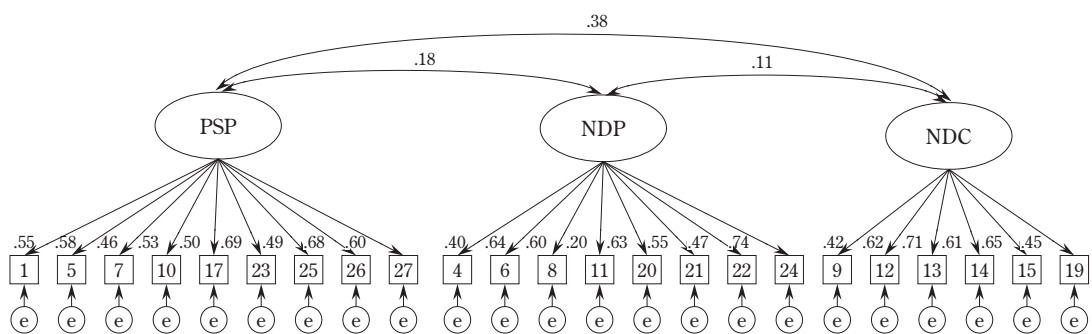 .38
.18
.11
PSP
NDP
NDC
.55 .58 .46 .53 .50 .69 .49 .68 .60 .40 .64 .60 .20 .63 .55 .47 .74 .42 .62 .71 .61 .65 .45
1 5 7 10 17 23 25 26 27 4 6 8 11 20 21 22 24 9 12 13 14 15 19
e e e e e e e e e e e e e e e e e e e e e e e